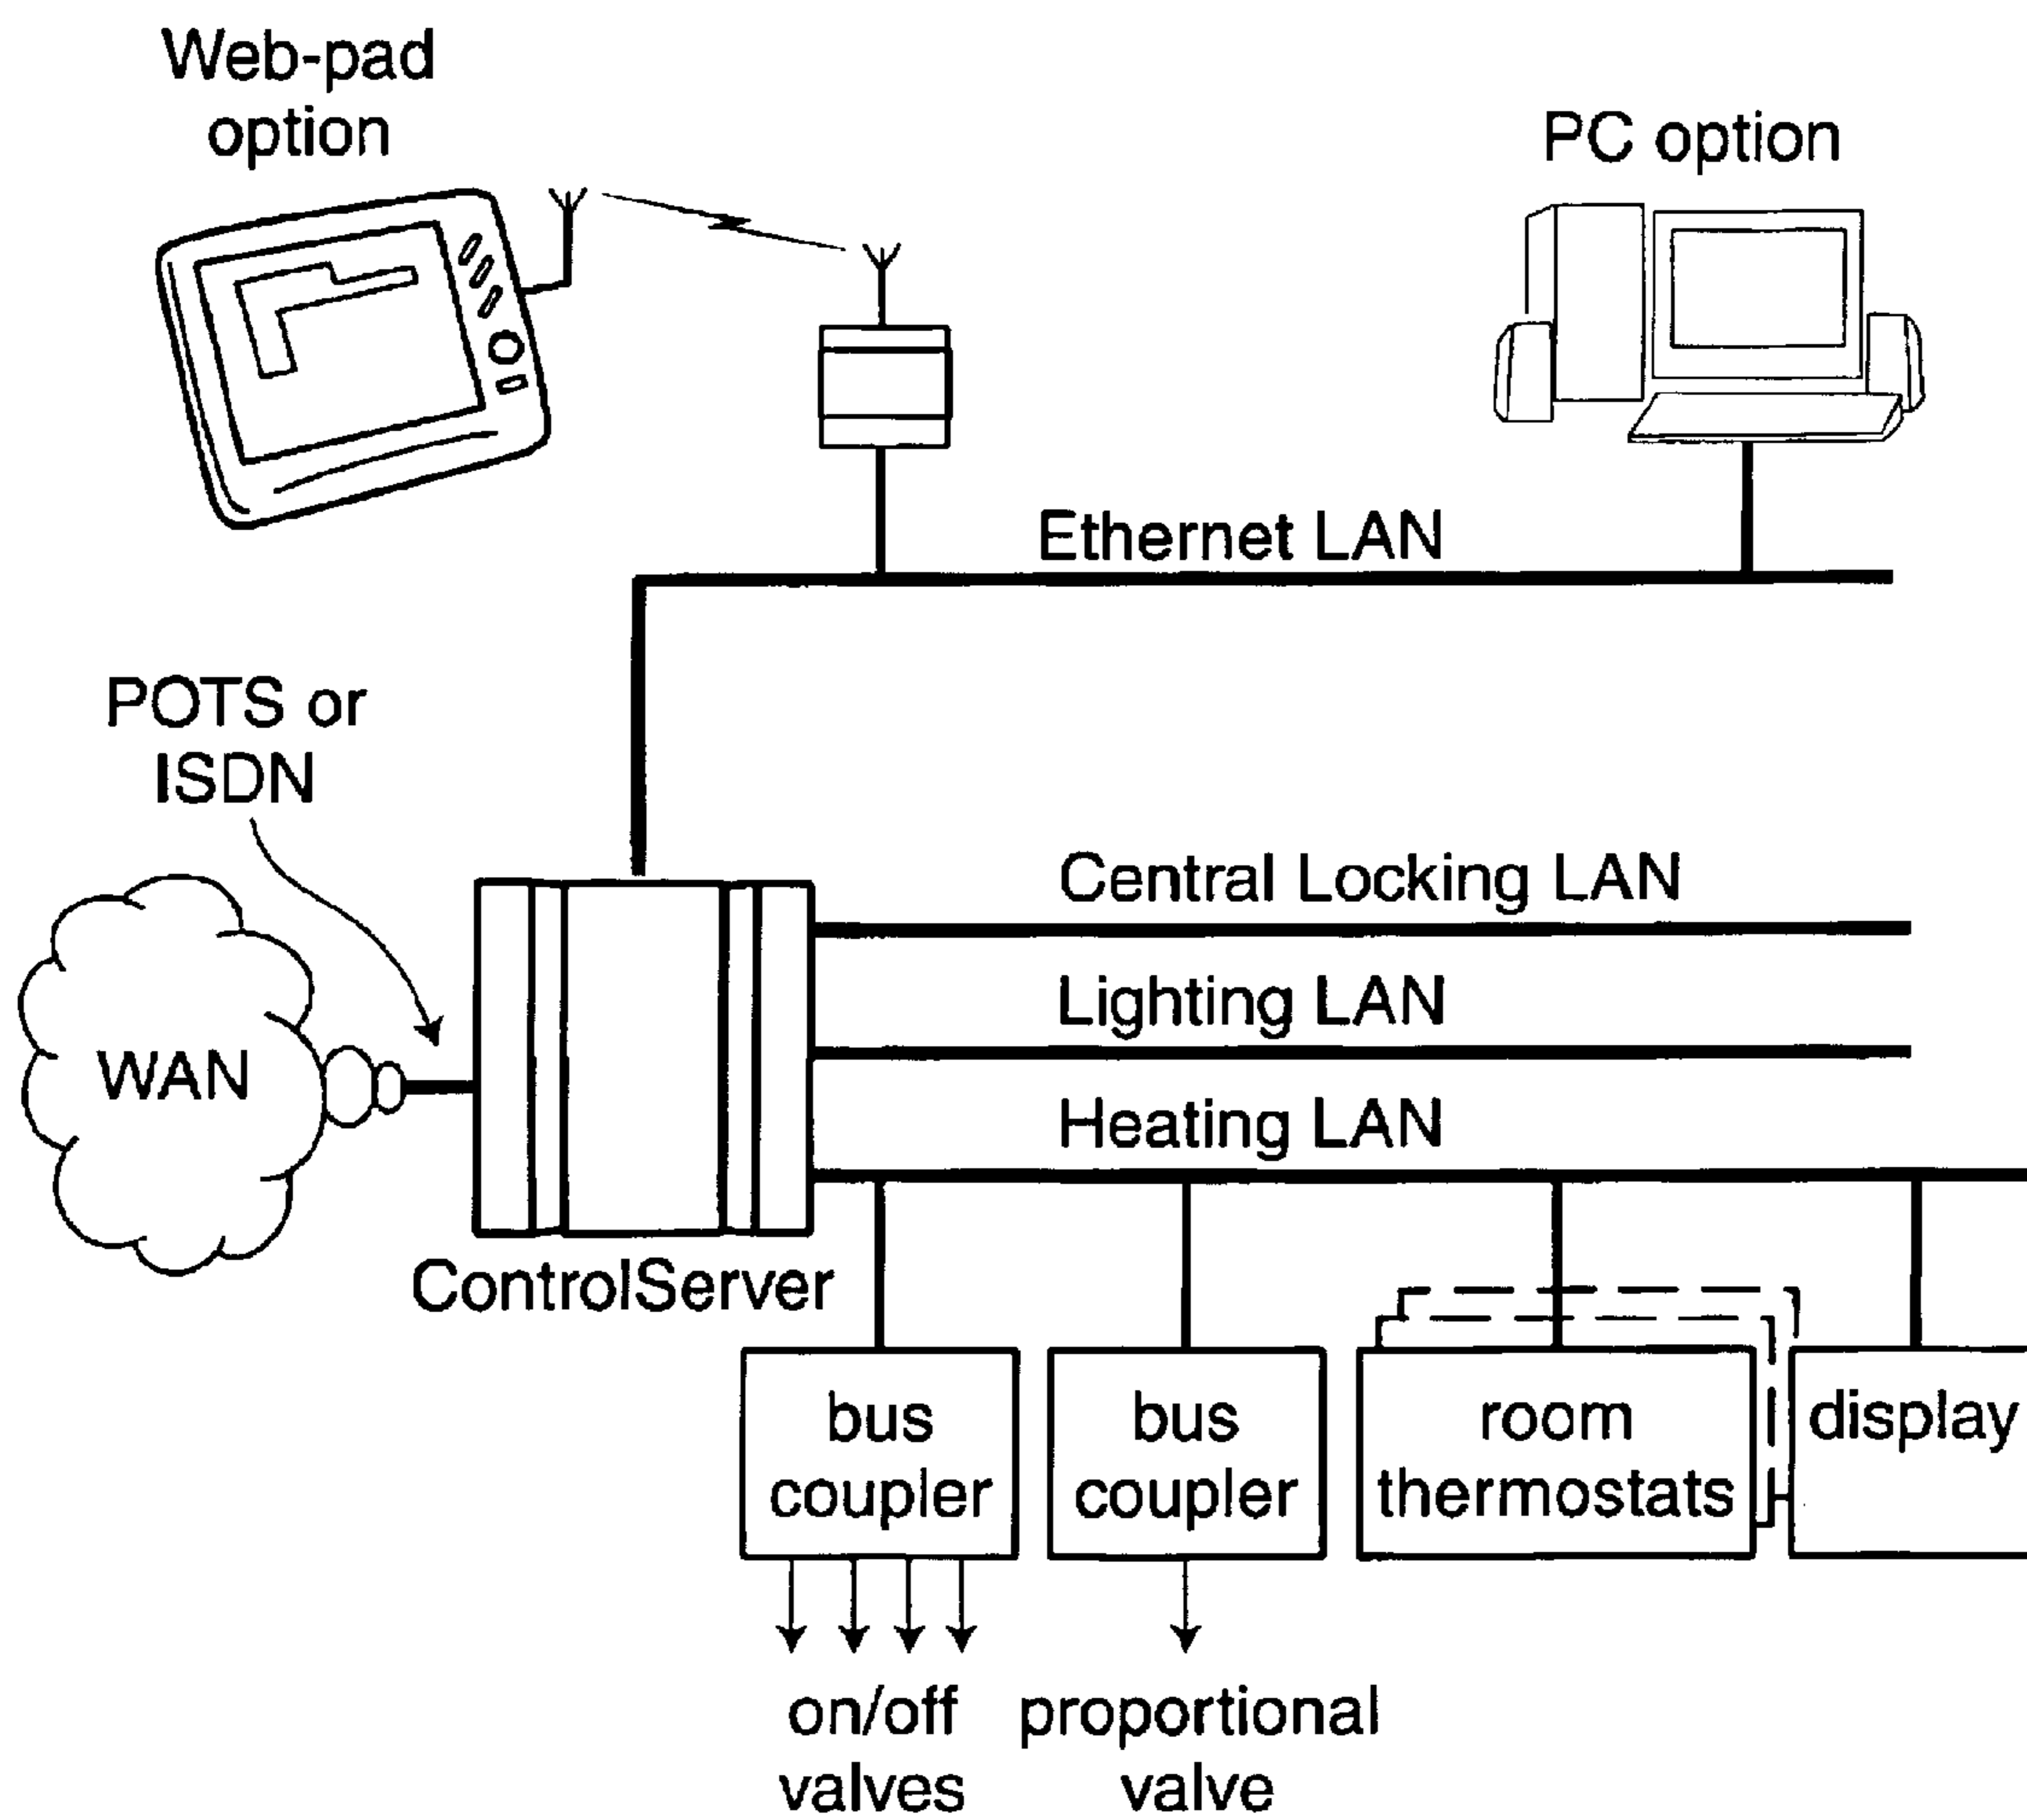 Web-pad
option
PC option
Ethernet LAN
POTS or
ISDN
Central Locking LAN
Lighting LAN
WAN
Heating LAN
ControlServer
bus
coupler
bus
coupler
room
thermostats
display
on/off
valves
proportional
valve